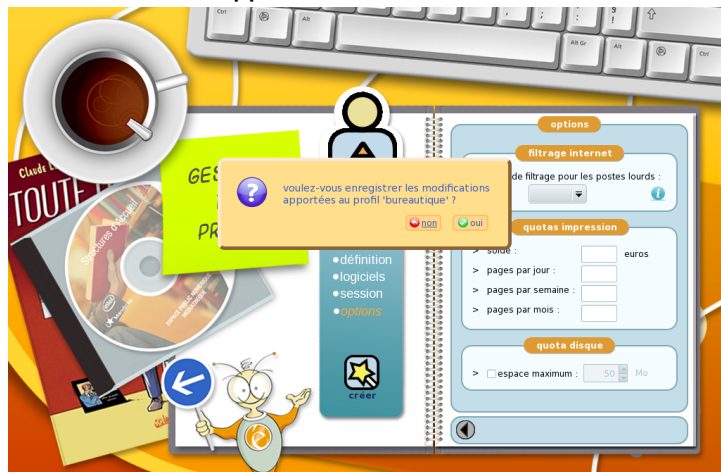 Ctrl
Alt
Alt Gr
Alt
Ctrl
options
filtrage internet
de filtrage pour les postes lourds :
voulez-vous enregistrer les modifications
apportées au profil 'bureautique' ?
non
oui
quotas impression
> solde :
euros
> pages par jour :
> pages par semaine :
> pages par mois :
quota disque
> espace maximum :
50
Mo
définition
logiciels
session
options
créer
TOUTE
Structures d'Accueil
Mandriva